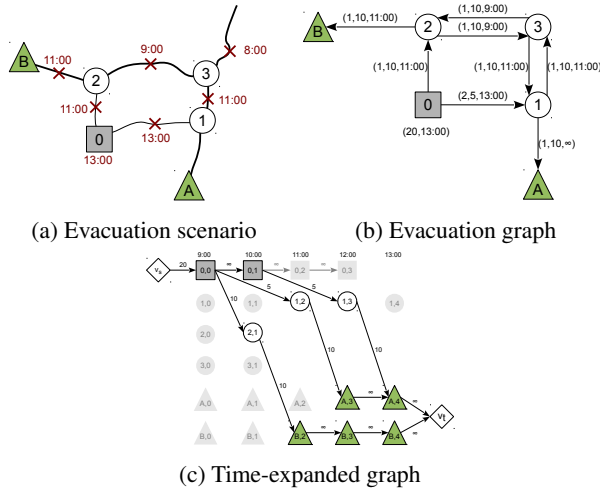 11:00
9:00
8:00
B
2
3
11:00
11:00
1
0
13:00
13:00
A
(1,10,9:00)
(1,10,11:00)
(1,10,9:00)
B
2
3
(1,10,11:00)
(1,10,11:00)
(1,10,11:00)
0
(2,5,13:00)
1
(20,13:00)
(1,10,∞)
A
(a) Evacuation scenario
(b) Evacuation graph
9:00 10:00 11:00 12:00 13:00
vs 20 0,0 ∞ 0,1 ∞ 0,2 ∞ 0,3
5 5
1,0 10 1,1 1,2 1,3 1,4
2,0 2,1
10 10
3,0 3,1 10
A,0 A,1 A,2 A,3 ∞ A,4 ∞
vt
B,0 B,1 B,2 ∞ B,3 ∞ B,4 ∞
(c) Time-expanded graph